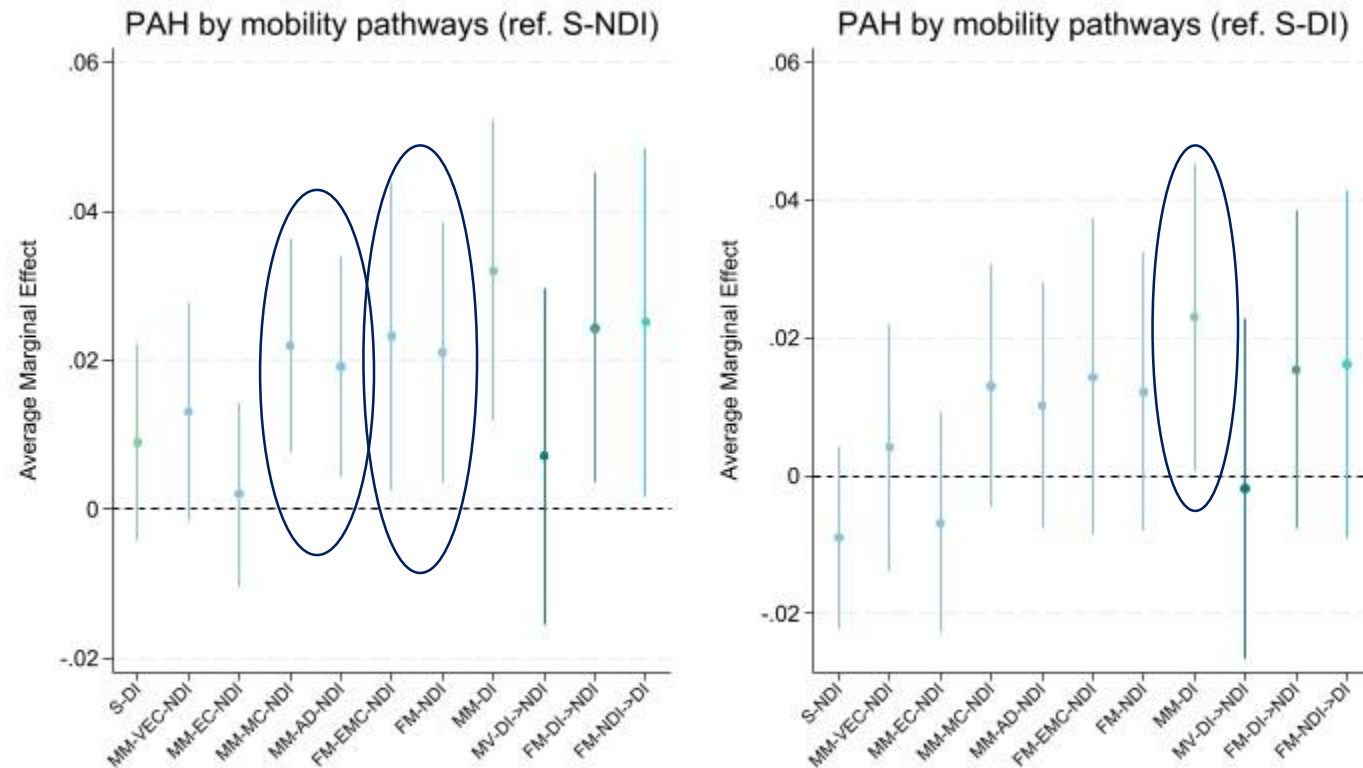 PAH by mobility pathways (ref. S-NDI)
Average Marginal Effect
.06
.04
.02
0
-.02
S-DI
MM-VEC-NDI
MM-EC-NDI
MM-MC-NDI
MM-AD-NDI
FM-EMC-NDI
FM-NDI
MM-DI
MV-DI->NDI
FM-DI->NDI
FM-NDI->DI
PAH by mobility pathways (ref. S-DI)
Average Marginal Effect
.06
.04
.02
0
-.02
S-NDI
MM-VEC-NDI
MM-EC-NDI
MM-MC-NDI
MM-AD-NDI
FM-EMC-NDI
FM-NDI
MM-DI
MV-DI->NDI
FM-DI->NDI
FM-NDI->DI